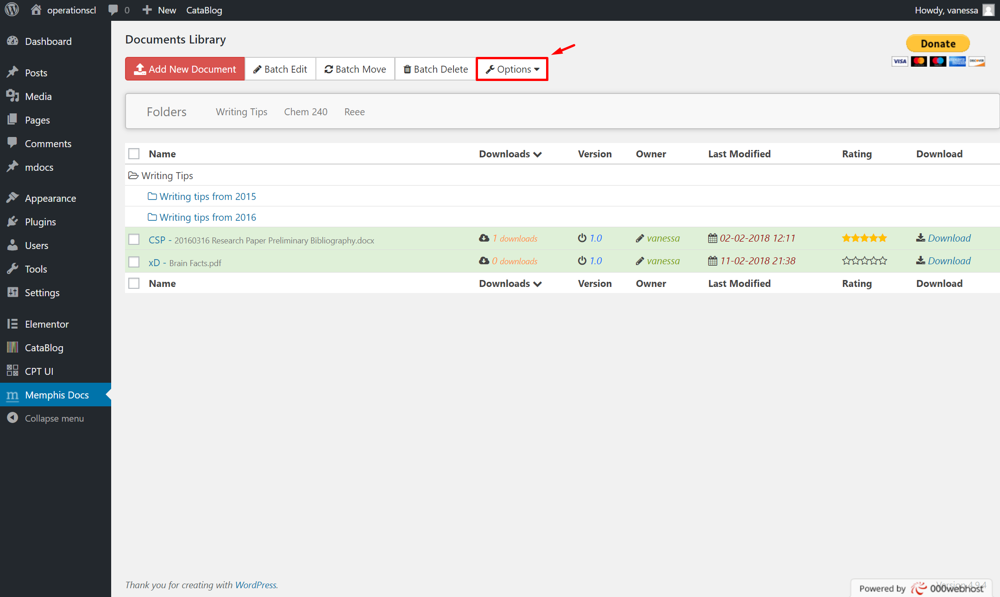 operationscl 0 New CataBlog Howdy, vanessa
Dashboard
Posts
Media
Pages
Comments
mdocs
Appearance
Plugins
Users
Tools
Settings
Elementor
CataBlog
CPT UI
m Memphis Docs
Collapse menu
Documents Library
Donate
VISA DISCOVER
Add New Document Batch Edit Batch Move Batch Delete Options
Folders Writing Tips Chem 240 Reee
Name Downloads Version Owner Last Modified Rating Download
Writing Tips
Writing tips from 2015
Writing tips from 2016
CSP - 20160316 Research Paper Preliminary Bibliography.docx 1 downloads 1.0 vanessa 02-02-2018 12:11 Download
xD - Brain Facts.pdf 0 downloads 1.0 vanessa 11-02-2018 21:38 Download
Name Downloads Version Owner Last Modified Rating Download
Thank you for creating with WordPress.
Version 4.9.4
Powered by 000webhost